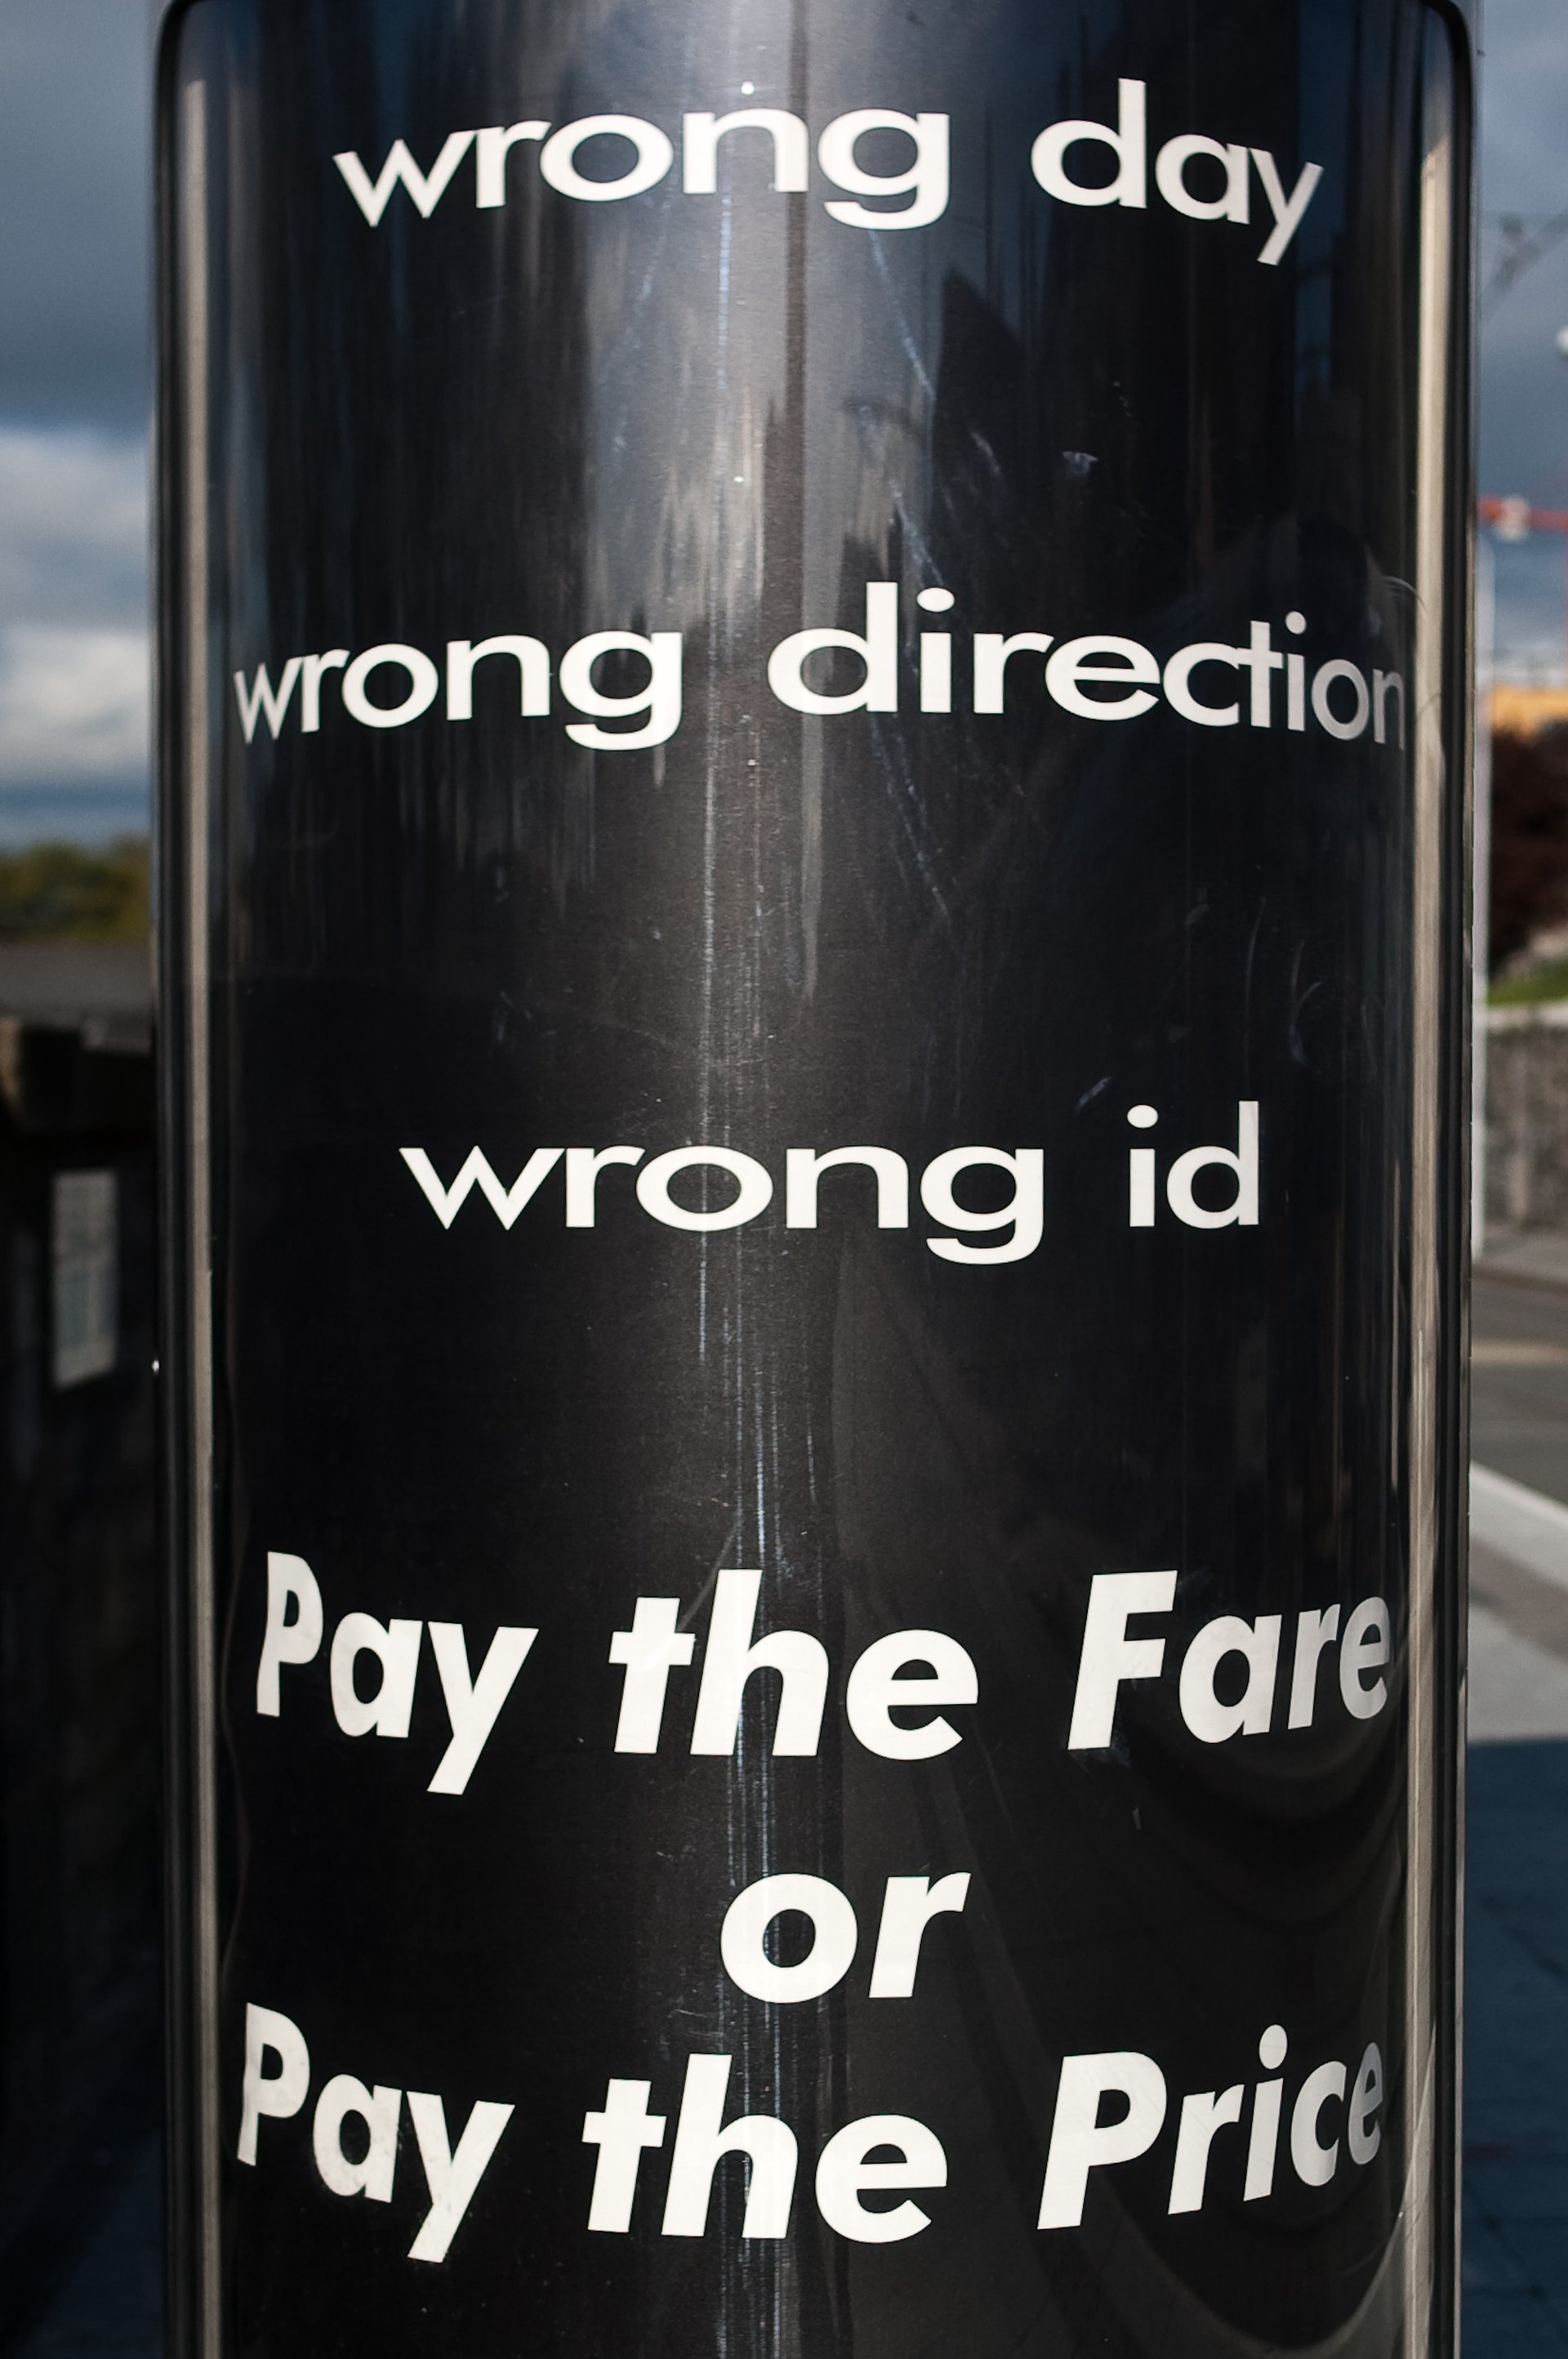 wrong day
wrong direction
wrong id
Pay the Fare
or
Pay the Price